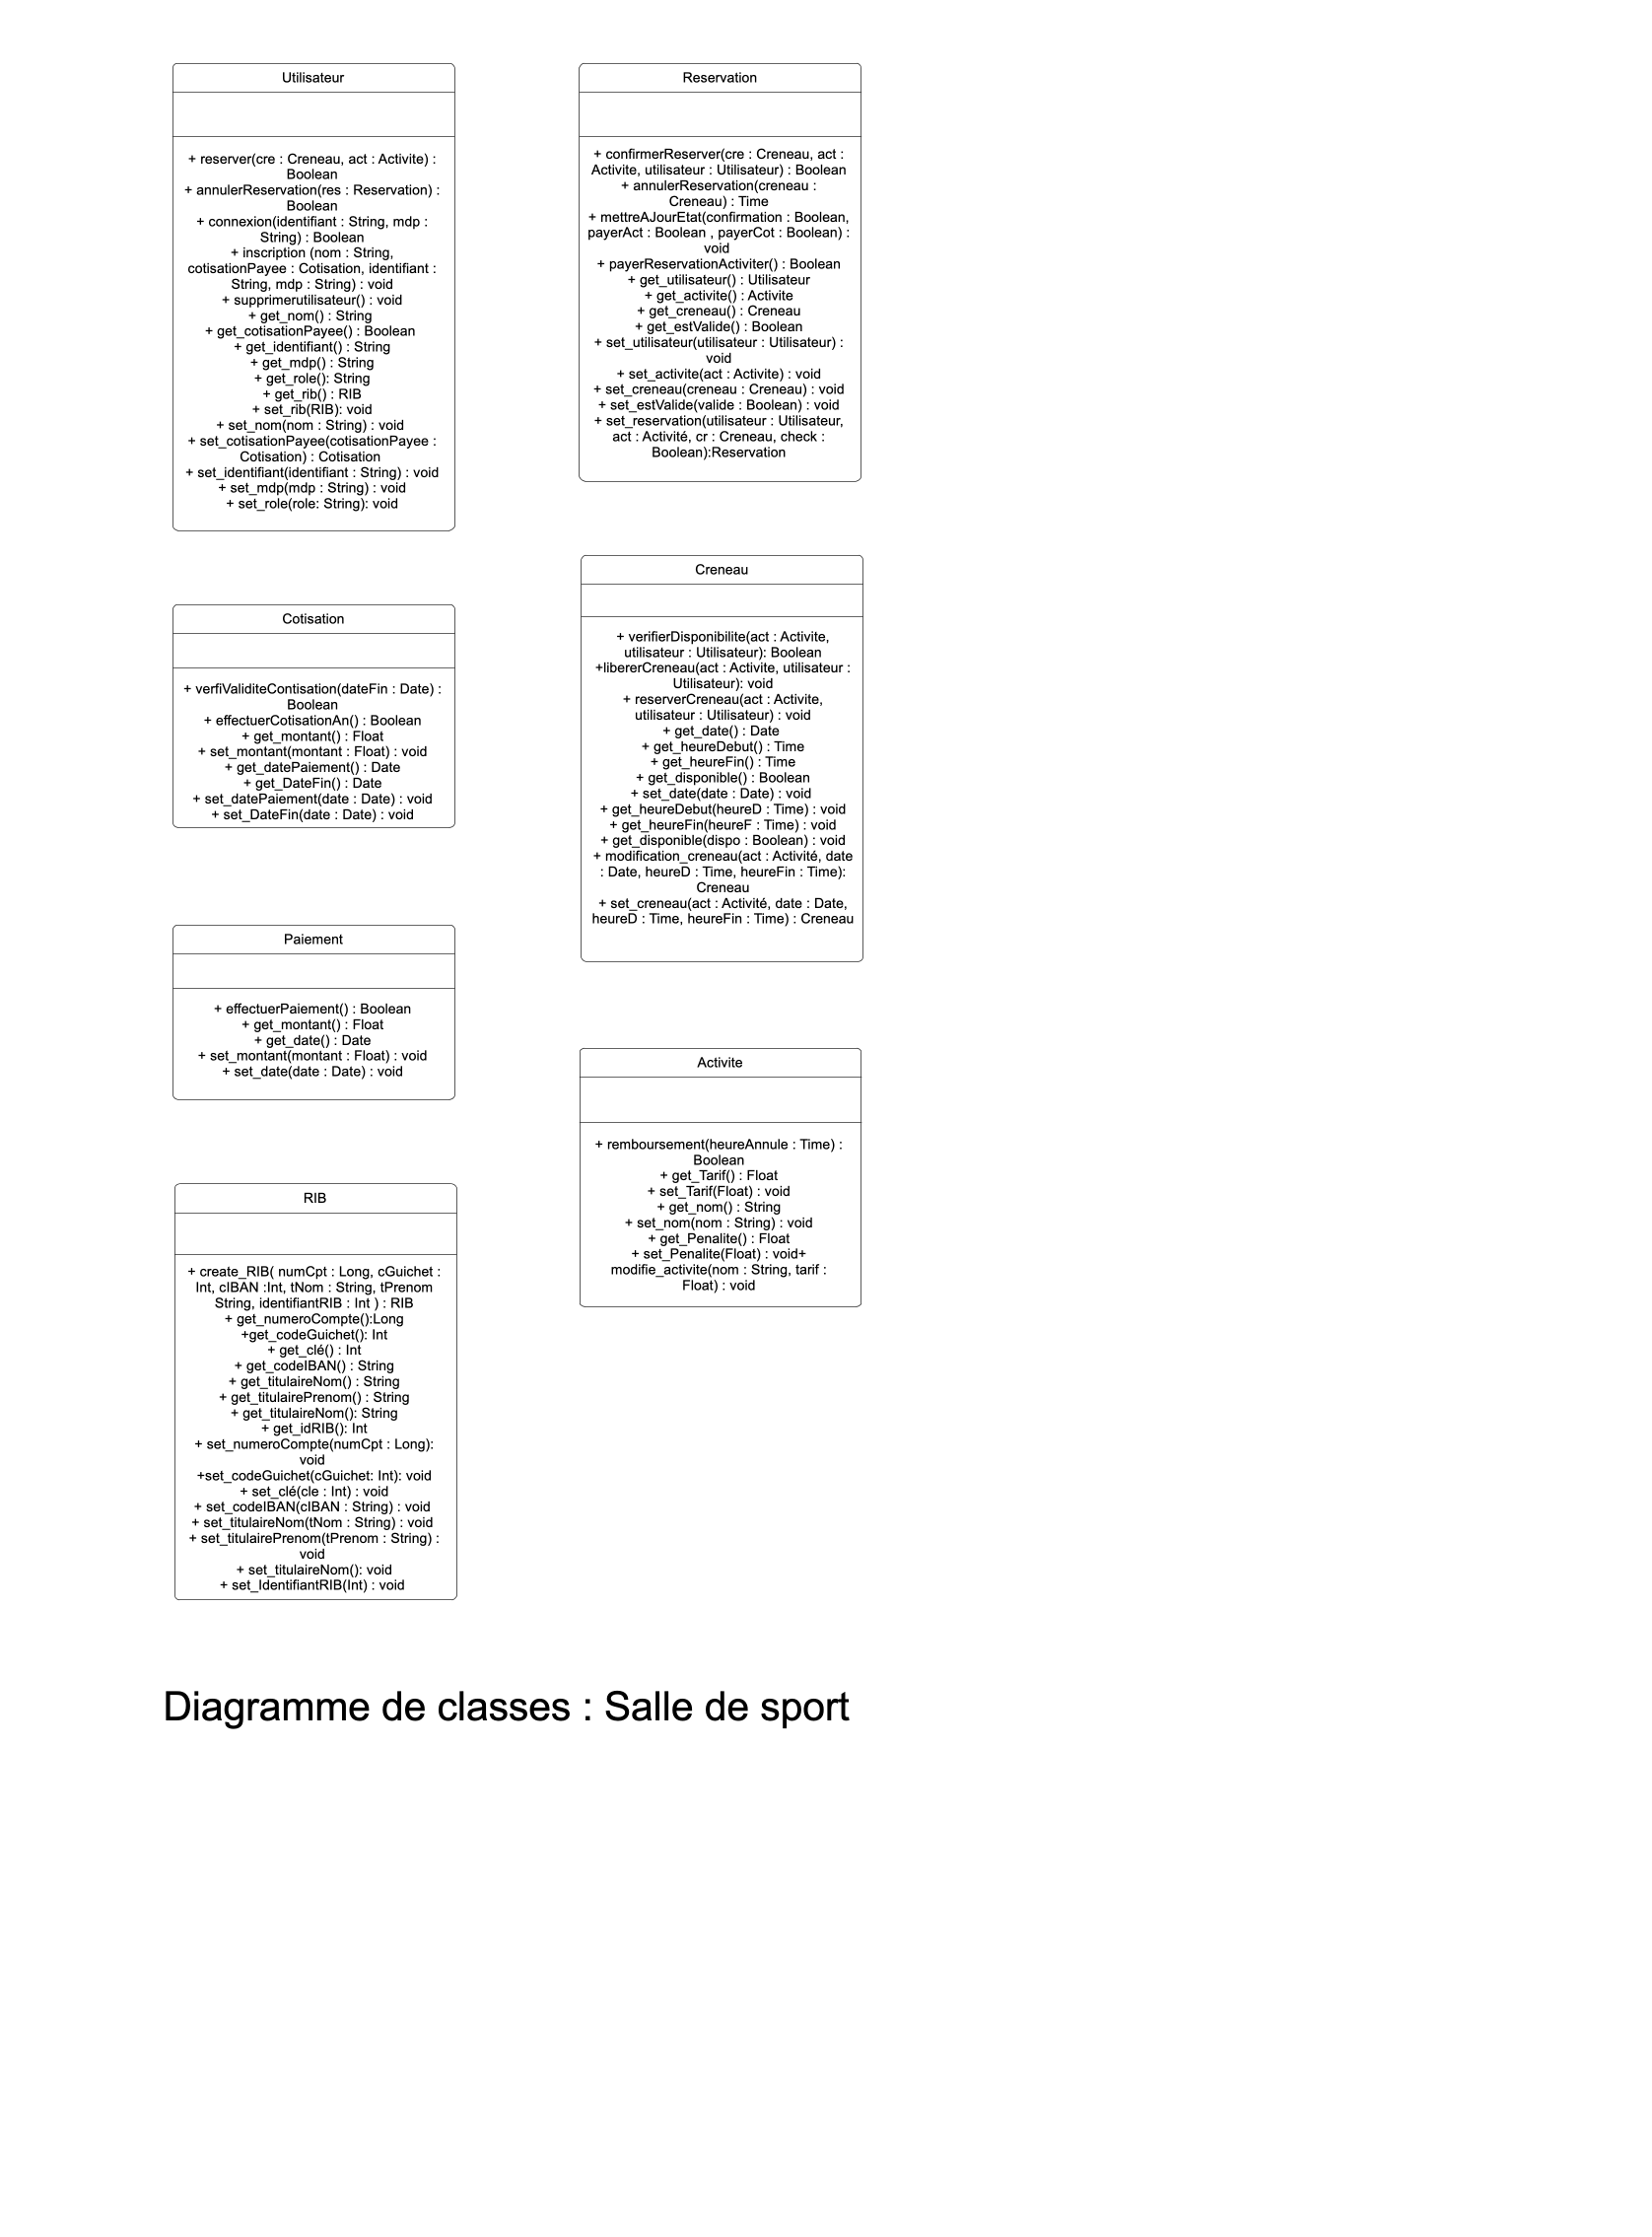 Utilisateur
+ reserver(cre : Creneau, act : Activite) :
Boolean
+ annulerReservation(res : Reservation) :
Boolean
+ connexion(identifiant : String, mdp :
String) : Boolean
+ inscription (nom : String,
cotisationPayee : Cotisation, identifiant :
String, mdp : String) : void
+ supprimerutilisateur() : void
+ get_nom() : String
+ get_cotisationPayee() : Boolean
+ get_identifiant() : String
+ get_mdp() : String
+ get_role(): String
+ get_rib() : RIB
+ set_rib(RIB): void
+ set_nom(nom : String) : void
+ set_cotisationPayee(cotisationPayee :
Cotisation) : Cotisation
+ set_identifiant(identifiant : String) : void
+ set_mdp(mdp : String) : void
+ set_role(role: String): void
Cotisation
+ verfiValiditeContisation(dateFin : Date) :
Boolean
+ effectuerCotisationAn() : Boolean
+ get_montant() : Float
+ set_montant(montant : Float) : void
+ get_datePaiement() : Date
+ get_DateFin() : Date
+ set_datePaiement(date : Date) : void
+ set_DateFin(date : Date) : void
Paiement
+ effectuerPaiement() : Boolean
+ get_montant() : Float
+ get_date() : Date
+ set_montant(montant : Float) : void
+ set_date(date : Date) : void
RIB
+ create_RIB( numCpt : Long, cGuichet :
Int, cIBAN :Int, tNom : String, tPrenom
String, identifiantRIB : Int ) : RIB
+ get_numeroCompte():Long
+get_codeGuichet(): Int
+ get_clé() : Int
+ get_codeIBAN() : String
+ get_titulaireNom() : String
+ get_titulairePrenom() : String
+ get_titulaireNom(): String
+ get_idRIB(): Int
+ set_numeroCompte(numCpt : Long):
void
+set_codeGuichet(cGuichet: Int): void
+ set_clé(cle : Int) : void
+ set_codeIBAN(cIBAN : String) : void
+ set_titulaireNom(tNom : String) : void
+ set_titulairePrenom(tPrenom : String) :
void
+ set_titulaireNom(): void
+ set_IdentifiantRIB(Int) : void
Reservation
+ confirmerReserver(cre : Creneau, act :
Activite, utilisateur : Utilisateur) : Boolean
+ annulerReservation(creneau :
Creneau) : Time
+ mettreAJourEtat(confirmation : Boolean,
payerAct : Boolean , payerCot : Boolean) :
void
+ payerReservationActiviter() : Boolean
+ get_utilisateur() : Utilisateur
+ get_activite() : Activite
+ get_creneau() : Creneau
+ get_estValide() : Boolean
+ set_utilisateur(utilisateur : Utilisateur) :
void
+ set_activite(act : Activite) : void
+ set_creneau(creneau : Creneau) : void
+ set_estValide(valide : Boolean) : void
+ set_reservation(utilisateur : Utilisateur,
act : Activité, cr : Creneau, check :
Boolean):Reservation
Creneau
+ verifierDisponibilite(act : Activite,
utilisateur : Utilisateur): Boolean
+libererCreneau(act : Activite, utilisateur :
Utilisateur): void
+ reserverCreneau(act : Activite,
utilisateur : Utilisateur) : void
+ get_date() : Date
+ get_heureDebut() : Time
+ get_heureFin() : Time
+ get_disponible() : Boolean
+ set_date(date : Date) : void
+ get_heureDebut(heureD : Time) : void
+ get_heureFin(heureF : Time) : void
+ get_disponible(dispo : Boolean) : void
+ modification_creneau(act : Activité, date
: Date, heureD : Time, heureFin : Time):
Creneau
+ set_creneau(act : Activité, date : Date,
heureD : Time, heureFin : Time) : Creneau
Activite
+ remboursement(heureAnnule : Time) :
Boolean
+ get_Tarif() : Float
+ set_Tarif(Float) : void
+ get_nom() : String
+ set_nom(nom : String) : void
+ get_Penalite() : Float
+ set_Penalite(Float) : void+
modifie_activite(nom : String, tarif :
Float) : void
Diagramme de classes : Salle de sport